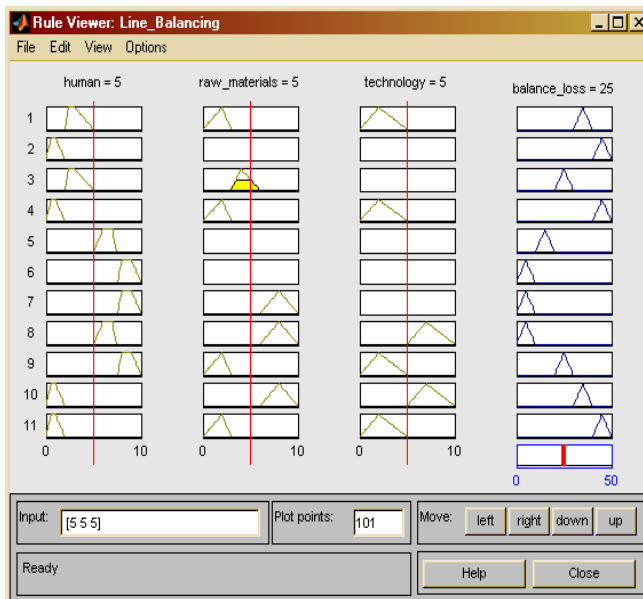 Rule Viewer: Line_Balancing
File Edit View Options
human = 5 raw_materials = 5 technology = 5 balance_loss = 25
1
2
3
4
5
6
7
8
9
10
11
0 10 0 10 0 10
0 50
Input: [5 5 5] Plot points: 101 Move: left right down up
Ready Help Close